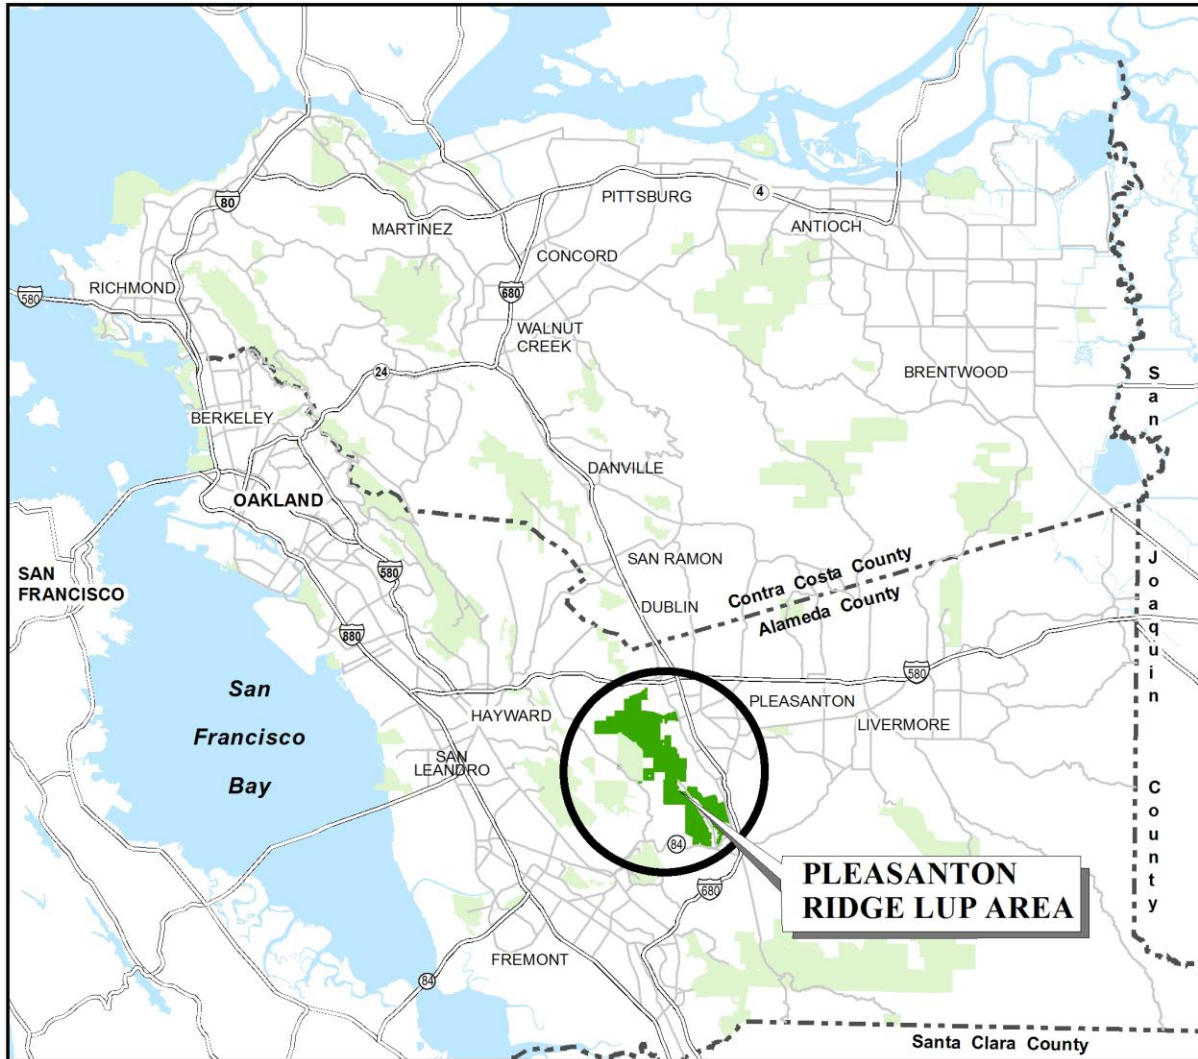 80
4
PITTSBURG
MARTINEZ
ANTIOCH
CONCORD
RICHMOND
580
680
WALNUT
CREEK
24
BRENTWOOD
BERKELEY
DANVILLE
OAKLAND
SAN RAMON
SAN
FRANCISCO
580
DUBLIN
Contra Costa County
Alameda County
880
San Joaquin County
580
San
Francisco
Bay
HAYWARD
PLEASANTON
LIVERMORE
SAN
LEANDRO
84
PLEASANTON
RIDGE LUP AREA
680
FREMONT
84
Santa Clara County